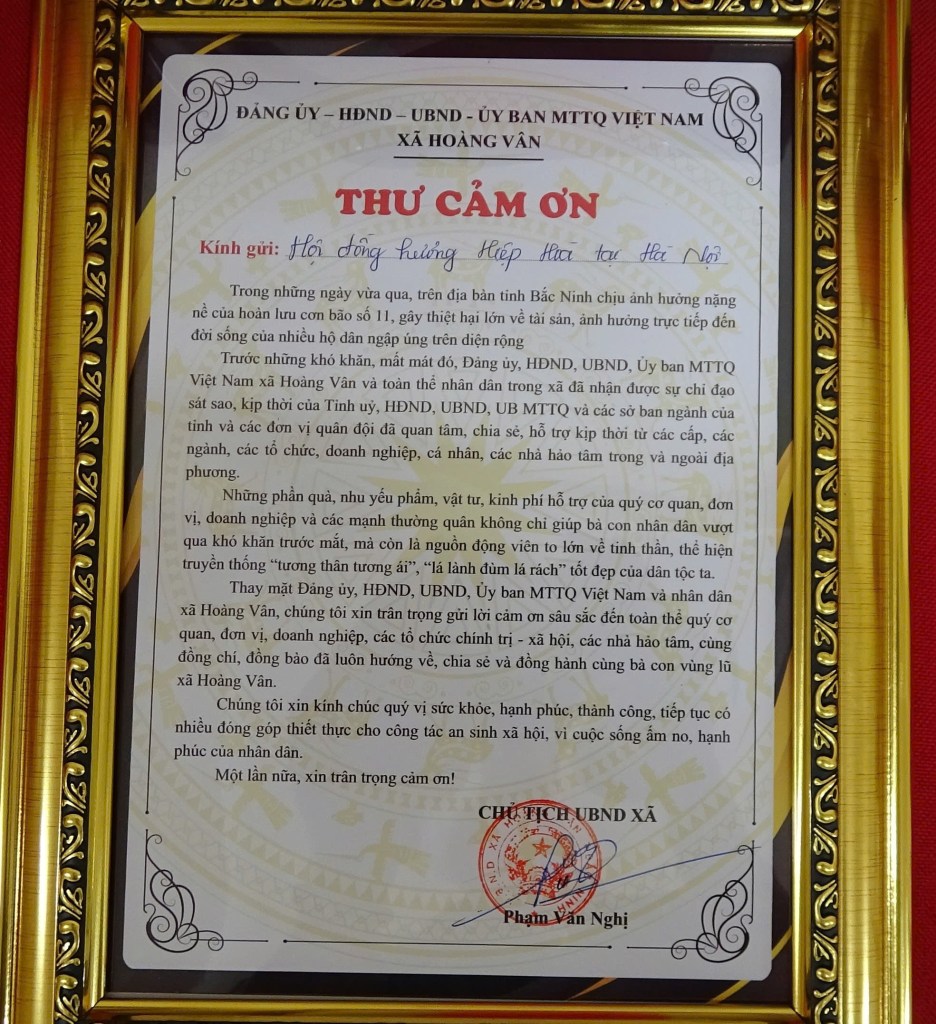 ĐẢNG ỦY – HĐND – UBND - ỦY BAN MTTQ VIỆT NAM
XÃ HOÀNG VÂN
THƯ CẢM ƠN
Kính gửi: Hội đồng hương Hiệp Hoà tại Hà Nội
Trong những ngày vừa qua, trên địa bàn tỉnh Bắc Ninh chịu ảnh hưởng nặng
nề của hoàn lưu cơn bão số 11, gây thiệt hại lớn về tài sản, ảnh hưởng trực tiếp đến
đời sống của nhiều hộ dân ngập úng trên diện rộng
Trước những khó khăn, mất mát đó, Đảng ủy, HĐND, UBND, Ủy ban MTTQ
Việt Nam xã Hoàng Vân và toàn thể nhân dân trong xã đã nhận được sự chỉ đạo
sát sao, kịp thời của Tỉnh uỷ, HĐND, UBND, UB MTTQ và các sở ban ngành của
tỉnh và các đơn vị quân đội đã quan tâm, chia sẻ, hỗ trợ kịp thời từ các cấp, các
ngành, các tổ chức, doanh nghiệp, cá nhân, các nhà hảo tâm trong và ngoài địa
phương.
Những phần quà, nhu yếu phẩm, vật tư, kinh phí hỗ trợ của quý cơ quan, đơn
vị, doanh nghiệp và các mạnh thường quân không chỉ giúp bà con nhân dân vượt
qua khó khăn trước mắt, mà còn là nguồn động viên to lớn về tinh thần, thể hiện
truyền thống “tương thân tương ái”, “lá lành đùm lá rách” tốt đẹp của dân tộc ta.
Thay mặt Đảng ủy, HĐND, UBND, Ủy ban MTTQ Việt Nam và nhân dân
xã Hoàng Vân, chúng tôi xin trân trọng gửi lời cảm ơn sâu sắc đến toàn thể quý cơ
quan, đơn vị, doanh nghiệp, các tổ chức chính trị - xã hội, các nhà hảo tâm, cùng
đồng chí, đồng bào đã luôn hướng về, chia sẻ và đồng hành cùng bà con vùng lũ
xã Hoàng Vân.
Chúng tôi xin kính chúc quý vị sức khỏe, hạnh phúc, thành công, tiếp tục có
nhiều đóng góp thiết thực cho công tác an sinh xã hội, vì cuộc sống ấm no, hạnh
phúc của nhân dân.
Một lần nữa, xin trân trọng cảm ơn!
CHỦ TỊCH UBND XÃ
Phạm Văn Nghị